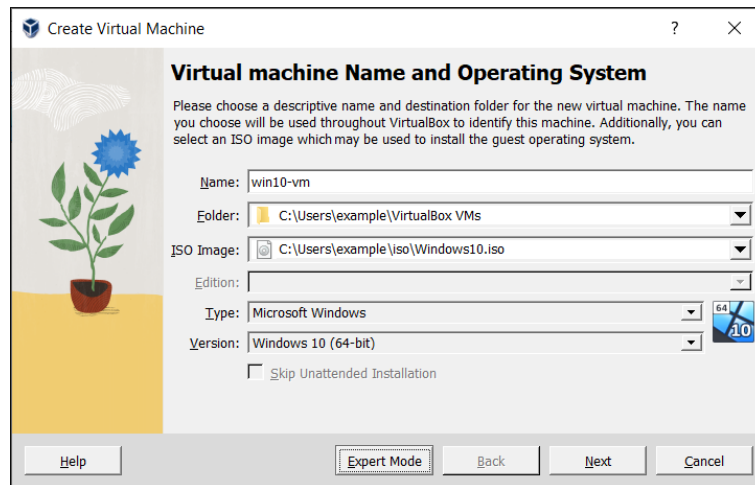 Create Virtual Machine
?
Virtual machine Name and Operating System
Please choose a descriptive name and destination folder for the new virtual machine. The name
you choose will be used throughout VirtualBox to identify this machine. Additionally, you can
select an ISO image which may be used to install the guest operating system.
Name: win10-vm
Folder: C:\Users\example\VirtualBox VMs
ISO Image: C:\Users\example\iso\Windows10.iso
Edition:
Type: Microsoft Windows
64
10
Version: Windows 10 (64-bit)
Skip Unattended Installation
Help Expert Mode Back Next Cancel